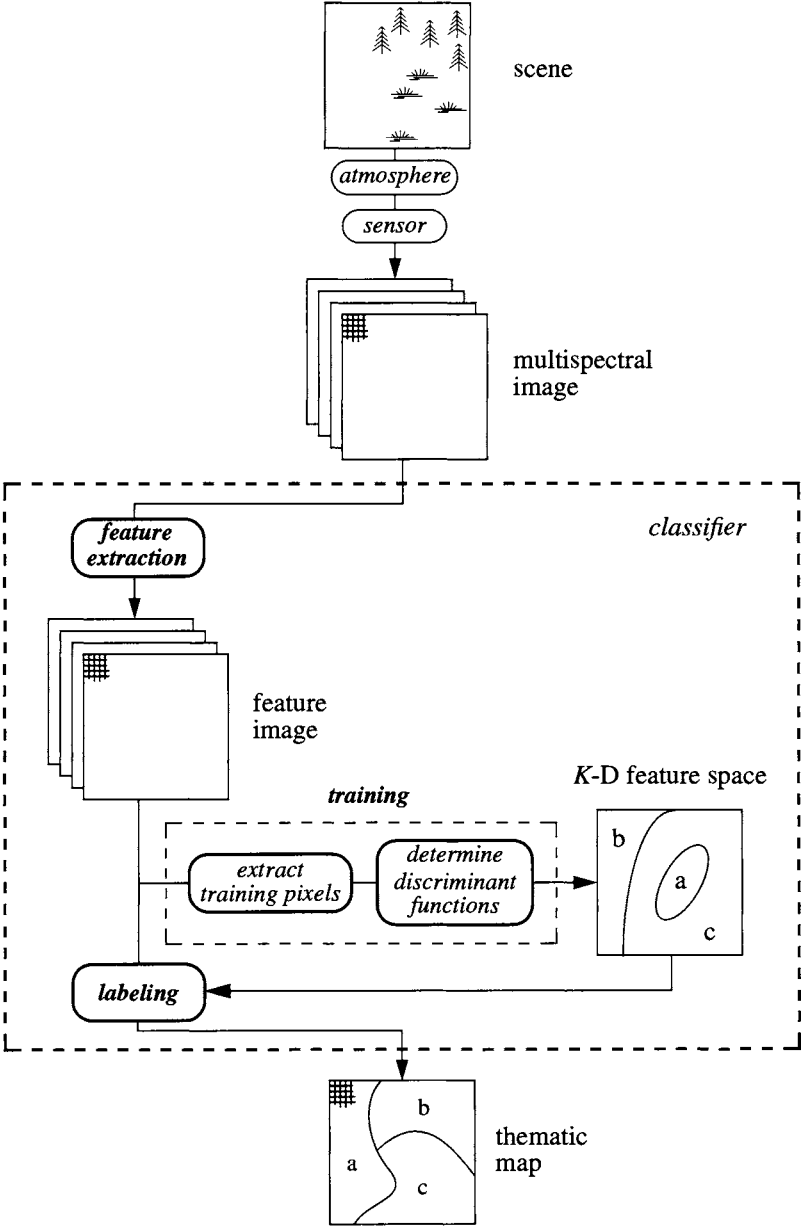 scene
atmosphere
sensor
multispectral
image
classifier
feature
extraction
feature
image
K-D feature space
training
extract
training pixels
determine
discriminant
functions
b
a
c
labeling
b
a
c
thematic
map